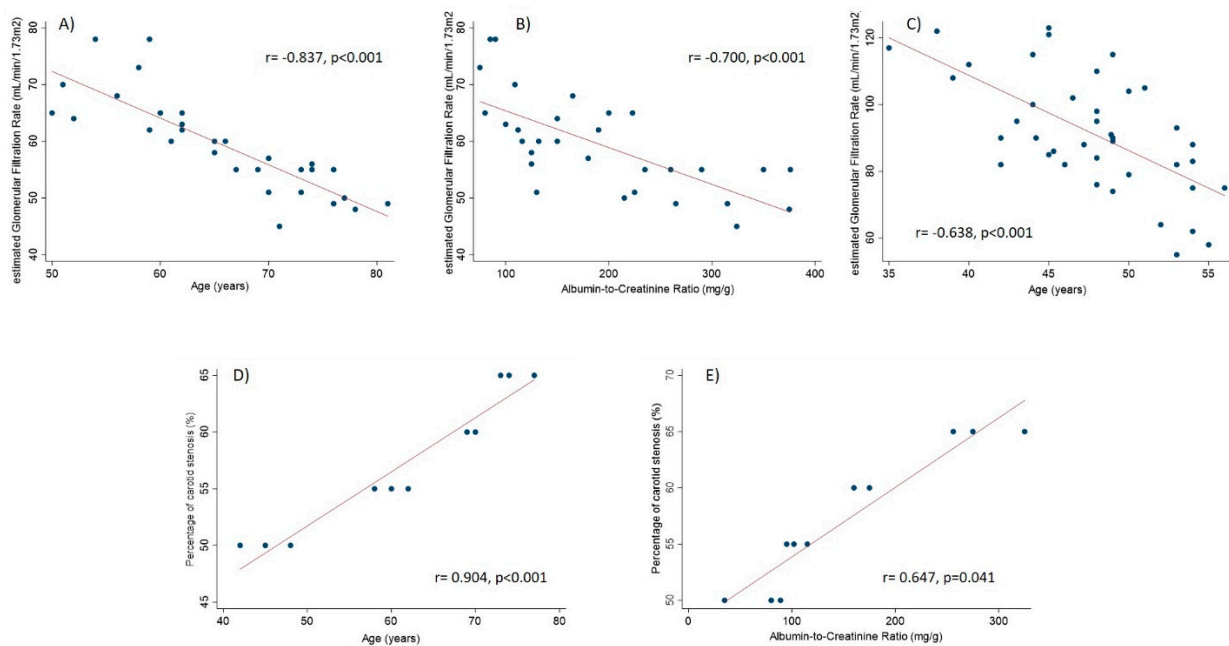 A)
r= -0.837, p<0.001
estimated Glomerular Filtration Rate (mL/min/1.73m2)
80
70
60
50
40
50
60
70
80
Age (years)
B)
r= -0.700, p<0.001
estimated Glomerular Filtration Rate (mL/min/1.73m2)
80
70
60
50
40
100
200
300
400
Albumin-to-Creatinine Ratio (mg/g)
C)
r= -0.638, p<0.001
estimated Glomerular Filtration Rate (mL/min/1.73m2)
120
100
80
60
35
40
45
50
55
Age (years)
D)
r= 0.904, p<0.001
Percentage of carotid stenosis (%)
65
60
55
50
45
40
50
60
70
80
Age (years)
E)
r= 0.647, p=0.041
Percentage of carotid stenosis (%)
70
65
60
55
50
0
100
200
300
Albumin-to-Creatinine Ratio (mg/g)